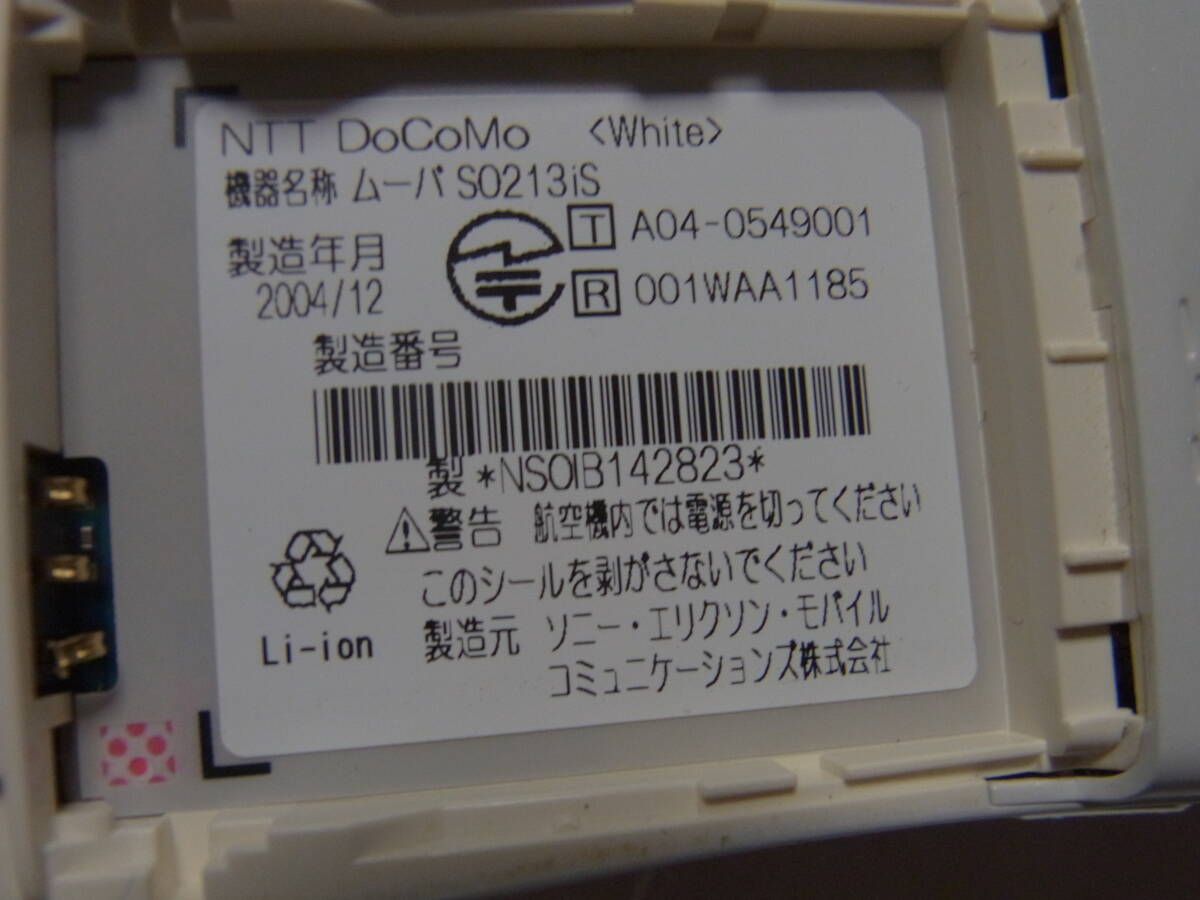 NTT DoCoMo <White>
機器名称 ムーバ SO213iS
製造年月 T A04-0549001
2004/12 R 001WAA1185
製造番号
製 *NSOIB142823*
警告 航空機内では電源を切ってください
このシールを剥がさないでください
Li-ion 製造元 ソニー・エリクソン・モバイル
コミュニケーションズ株式会社